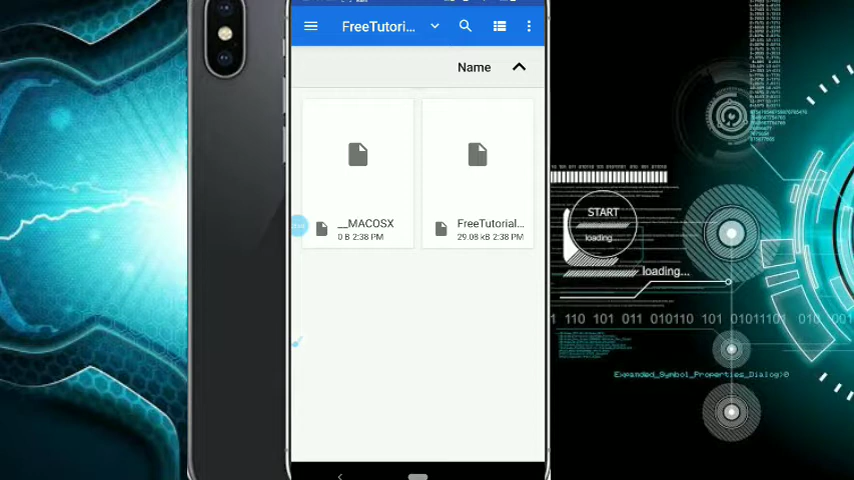 FreeTutori...
Name
__MACOSX
0 B 2:38 PM
FreeTutorial...
29.08 kB 2:38 PM
START
loading...
loading...
110 101 011 010110 101 0101110
Expanded_Symbol_Properties_Dialog)0